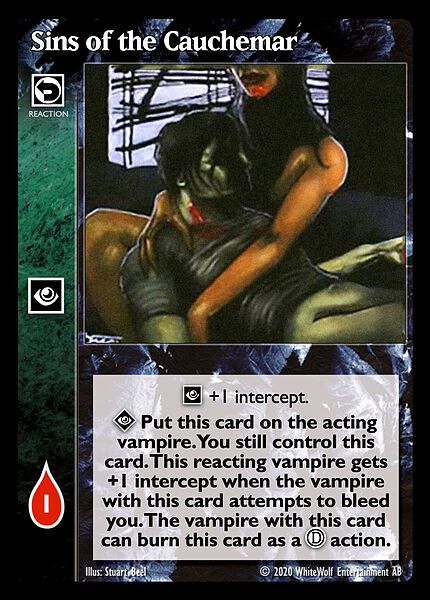 Sins of the Cauchemar
REACTION
+1 intercept.
Put this card on the acting
vampire. You still control this
card. This reacting vampire gets
+1 intercept when the vampire
with this card attempts to bleed
you. The vampire with this card
can burn this card as a D action.
1
Illus: Stuart Beel © 2020 WhiteWolf Entertainment AB